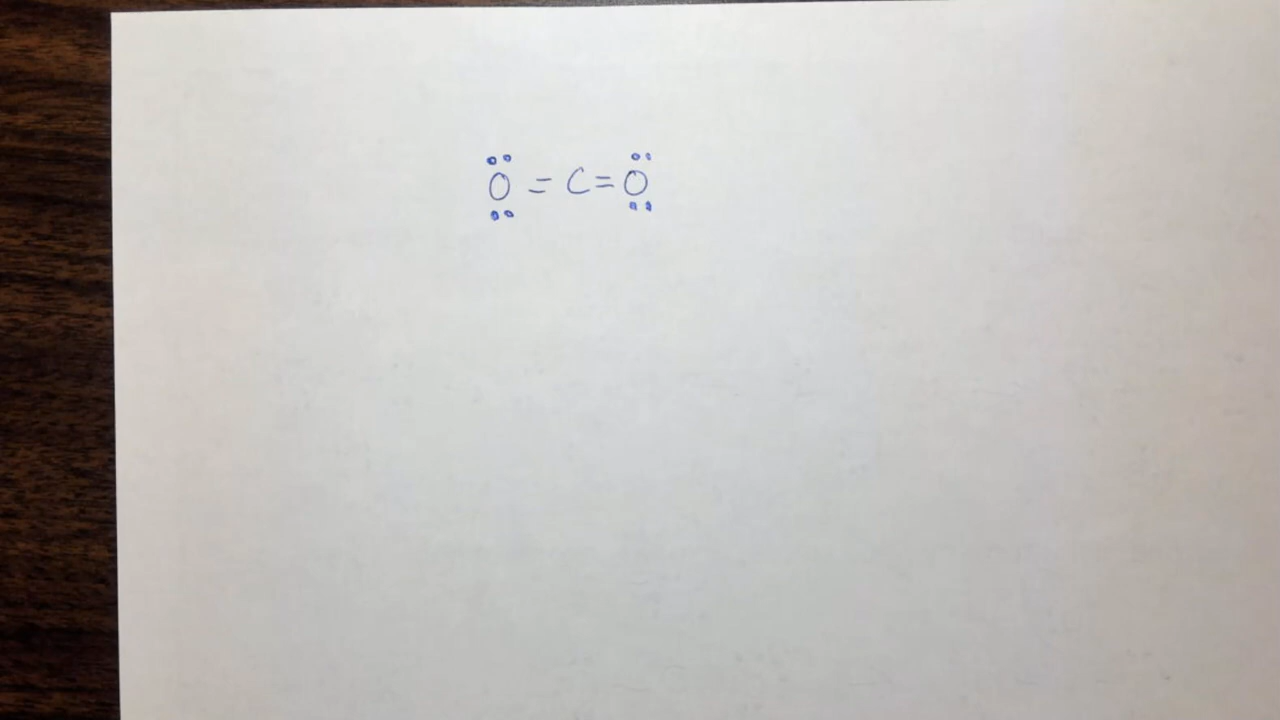 O = C = O